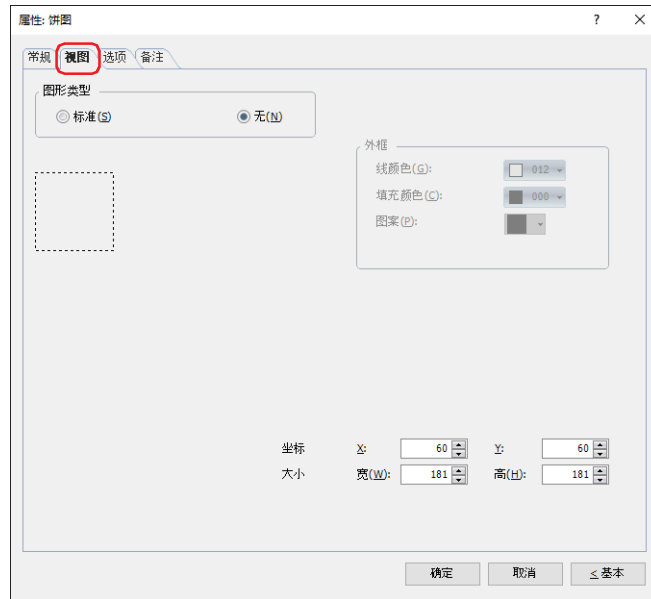 属性: 饼图 ?
常规 視图 选项 备注
图形类型
标准(S) 无(N)
外框
线颜色(G): 012
填充颜色(C): 000
图案(P):
坐标 X: 60 Y: 60
大小 宽(W): 181 高(H): 181
确定 取消 <基本